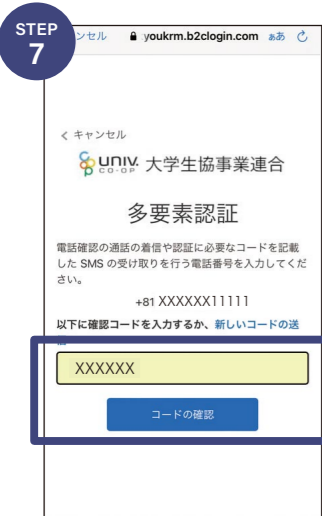 STEP
7
ンセル youkrm.b2clogin.com ああ
< キャンセル
univ. CO-OP 大学生協事業連合
多要素認証
電話確認の通話の着信や認証に必要なコードを記載
した SMS の受け取りを行う電話番号を入力してくだ
さい。
+81 XXXXXX11111
以下に確認コードを入力するか、新しいコードの送
XXXXXX
コードの確認